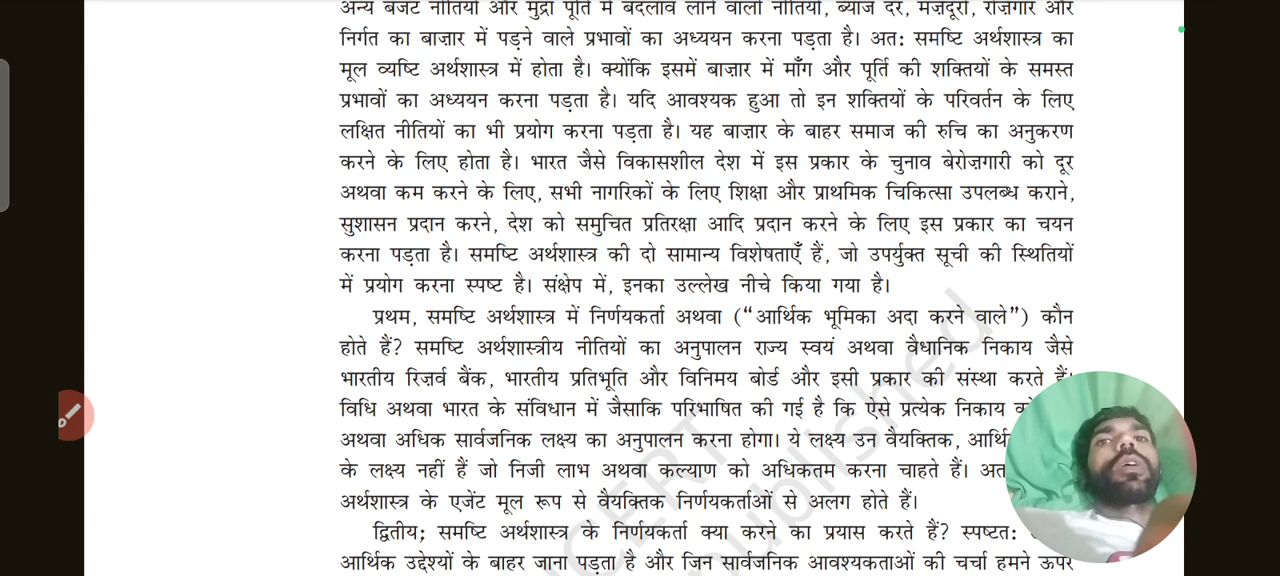 अन्य बजट नीतियों और मुद्रा पूर्ति में बदलाव लाने वाली नीतियों, ब्याज दर, मज़दूरी, रोज़गार और
निर्गत का बाज़ार में पड़ने वाले प्रभावों का अध्ययन करना पड़ता है। अत: समष्टि अर्थशास्त्र का
मूल व्यष्टि अर्थशास्त्र में होता है। क्योंकि इसमें बाज़ार में माँग और पूर्ति की शक्तियों के समस्त
प्रभावों का अध्ययन करना पड़ता है। यदि आवश्यक हुआ तो इन शक्तियों के परिवर्तन के लिए
लक्षित नीतियों का भी प्रयोग करना पड़ता है। यह बाज़ार के बाहर समाज की रुचि का अनुकरण
करने के लिए होता है। भारत जैसे विकासशील देश में इस प्रकार के चुनाव बेरोज़गारी को दूर
अथवा कम करने के लिए, सभी नागरिकों के लिए शिक्षा और प्राथमिक चिकित्सा उपलब्ध कराने,
सुशासन प्रदान करने, देश को समुचित प्रतिरक्षा आदि प्रदान करने के लिए इस प्रकार का चयन
करना पड़ता है। समष्टि अर्थशास्त्र की दो सामान्य विशेषताएँ हैं, जो उपर्युक्त सूची की स्थितियों
में प्रयोग करना स्पष्ट है। संक्षेप में, इनका उल्लेख नीचे किया गया है।
प्रथम, समष्टि अर्थशास्त्र में निर्णयकर्ता अथवा (“आर्थिक भूमिका अदा करने वाले”) कौन
होते हैं? समष्टि अर्थशास्त्रीय नीतियों का अनुपालन राज्य स्वयं अथवा वैधानिक निकाय जैसे
भारतीय रिज़र्व बैंक, भारतीय प्रतिभूति और विनिमय बोर्ड और इसी प्रकार की संस्था करते हैं।
विधि अथवा भारत के संविधान में जैसाकि परिभाषित की गई है कि ऐसे प्रत्येक निकाय
अथवा अधिक सार्वजनिक लक्ष्य का अनुपालन करना होगा। ये लक्ष्य उन वैयक्तिक,
के लक्ष्य नहीं हैं जो निजी लाभ अथवा कल्याण को अधिकतम करना चाहते हैं।
अर्थशास्त्र के एजेंट मूल रूप से वैयक्तिक निर्णयकर्ताओं से अलग होते हैं।
द्वितीय; समष्टि अर्थशास्त्र के निर्णयकर्ता क्या करने का प्रयास करते हैं? स्पष्टत:
आर्थिक उद्देश्यों के बाहर जाना पड़ता है और जिन सार्वजनिक आवश्यकताओं की चर्चा हमने ऊपर